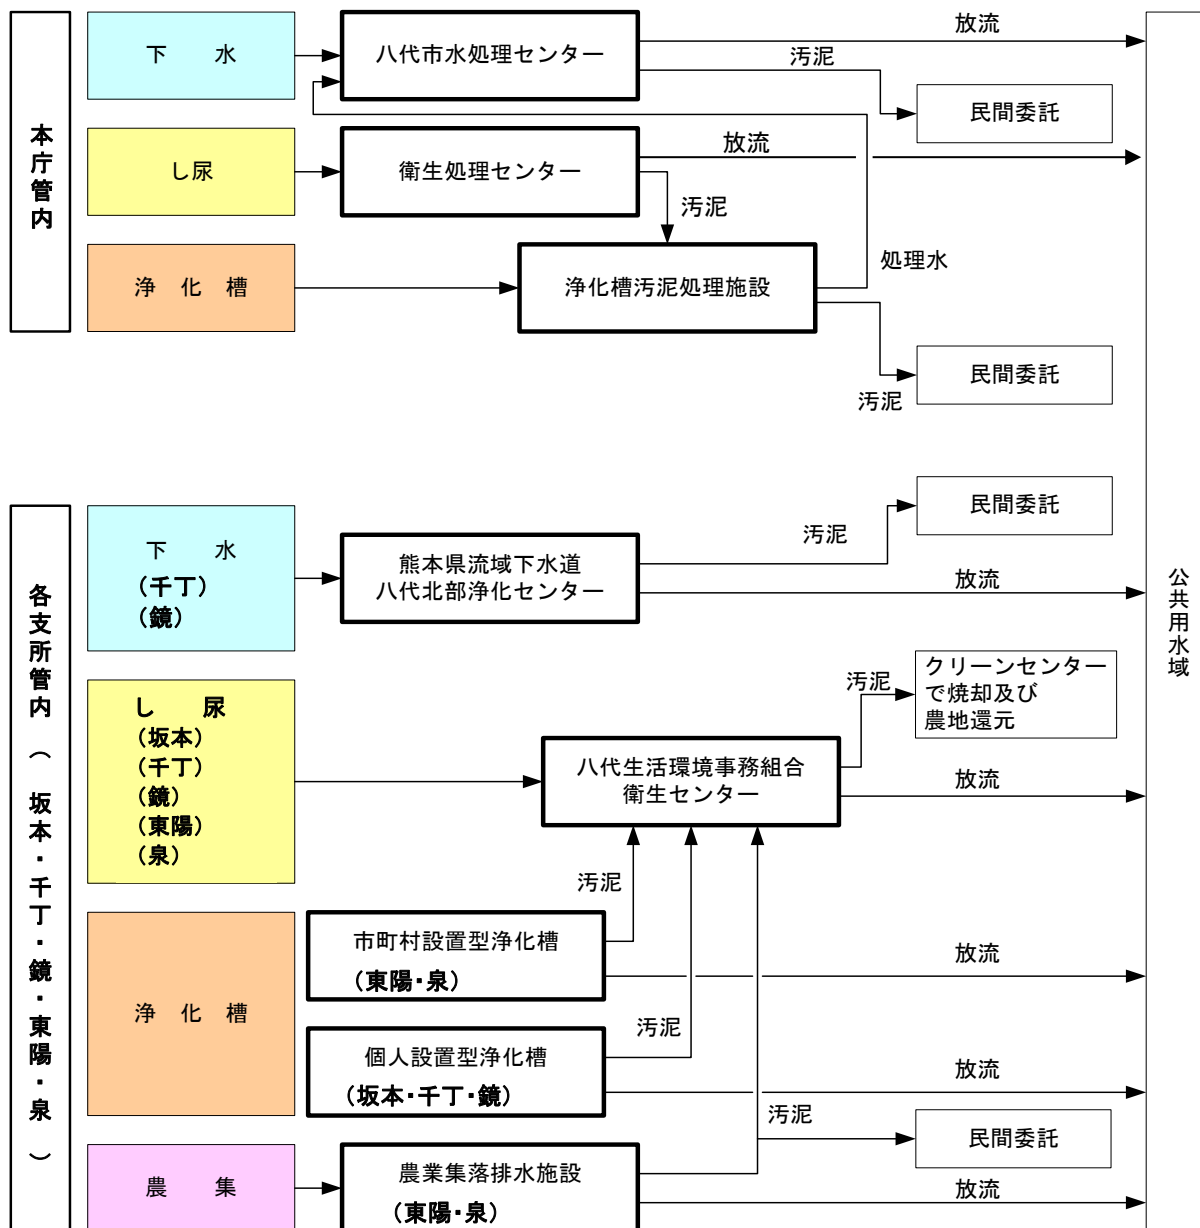 本庁管内
下　水
八代市水処理センター
放流
汚泥
民間委託
し尿
衛生処理センター
放流
汚泥
浄　化　槽
浄化槽汚泥処理施設
処理水
汚泥
民間委託
公共用水域
各支所管内（坂本・千丁・鏡・東陽・泉）
下　水
（千丁）
（鏡）
熊本県流域下水道
八代北部浄化センター
汚泥
民間委託
放流
し　尿
（坂本）
（千丁）
（鏡）
（東陽）
（泉）
八代生活環境事務組合
衛生センター
汚泥
クリーンセンター
で焼却及び
農地還元
放流
浄　化　槽
市町村設置型浄化槽
（東陽・泉）
汚泥
放流
個人設置型浄化槽
（坂本・千丁・鏡）
汚泥
放流
農　集
農業集落排水施設
（東陽・泉）
汚泥
民間委託
放流